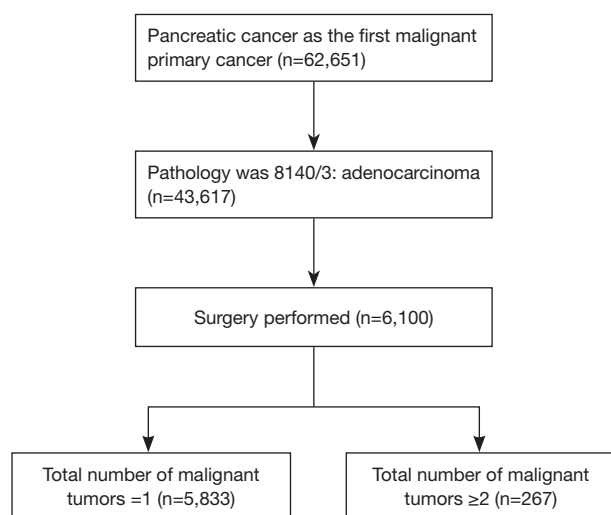 Pancreatic cancer as the first malignant
primary cancer (n=62,651)
Pathology was 8140/3: adenocarcinoma
(n=43,617)
Surgery performed (n=6,100)
Total number of malignant
tumors =1 (n=5,833)
Total number of malignant
tumors ≥2 (n=267)